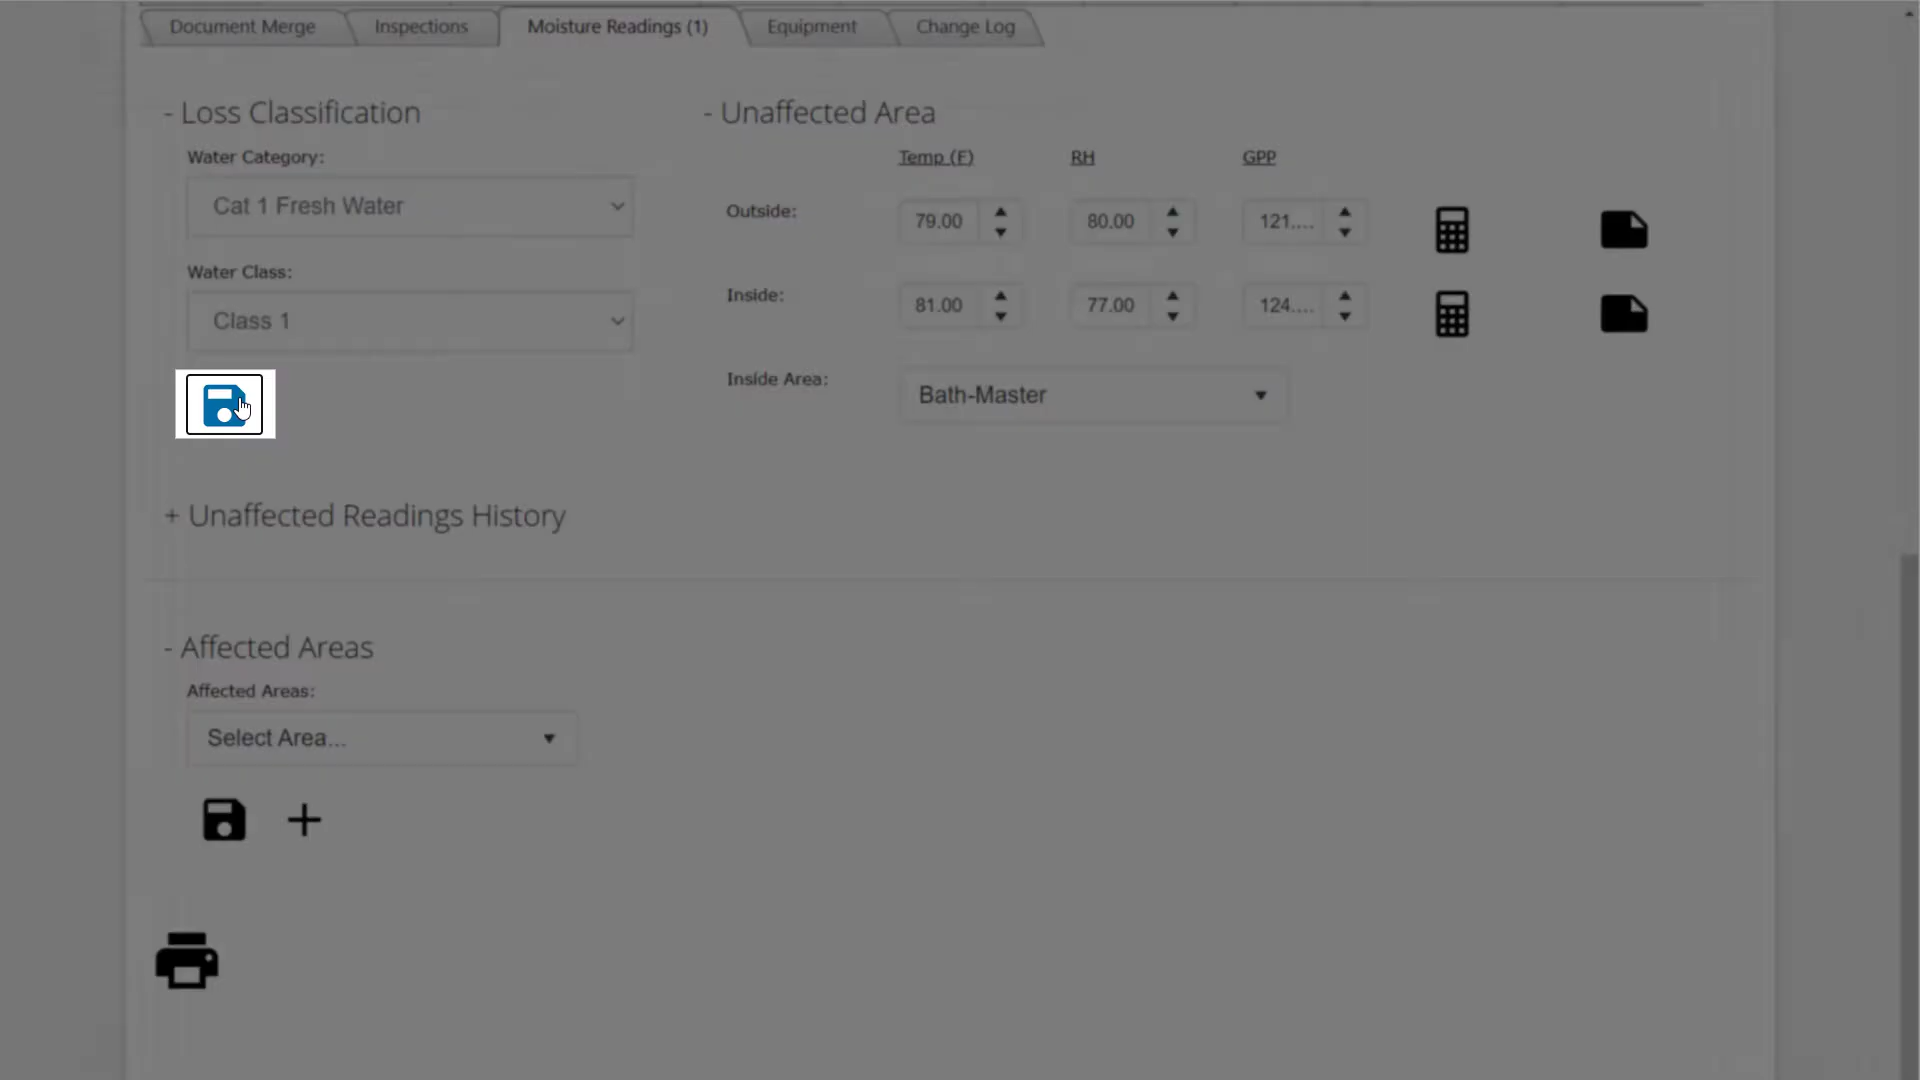 Document Merge
Inspections
Moisture Readings (1)
Equipment
Change Log
- Loss Classification
Water Category:
Cat 1 Fresh Water
Water Class:
Class 1
- Unaffected Area
Temp (F) RH GPP
Outside: 79.00 80.00 121....
Inside: 81.00 77.00 124....
Inside Area: Bath-Master
+ Unaffected Readings History
- Affected Areas
Affected Areas:
Select Area...